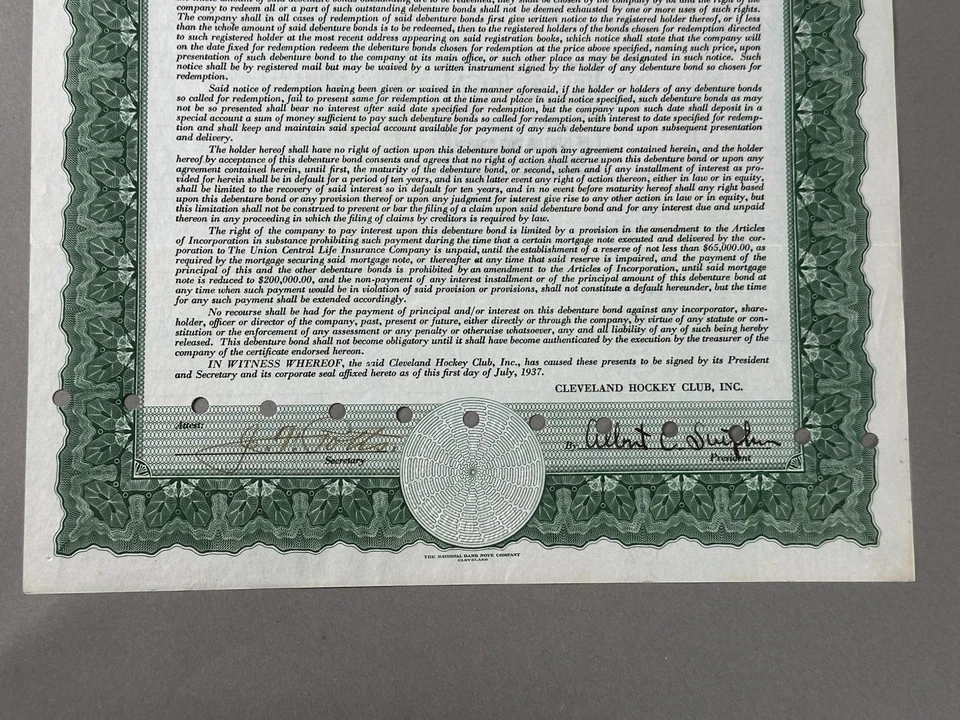 company to redeem all or a part of such outstanding debenture bonds shall not be deemed exhausted by one or more uses of such rights.
The company shall in all cases of redemption of said debenture bonds first give written notice to the registered holder thereof, or if less
than the whole amount of said debenture bonds is to be redeemed, then to the registered holders of the bonds chosen for redemption directed
to such registered holder at the most recent address appearing on said registration books, which notice shall state that the company will
on the date fixed for redemption redeem the debenture bonds chosen for redemption at the price above specified, naming such price, upon
presentation of such debenture bond to the company at its main office, or such other place as may be designated in such notice. Such
notice shall be by registered mail but may be waived by a written instrument signed by the holder of any debenture bond so chosen for
redemption.
Said notice of redemption having been given or waived in the manner aforesaid, if the holder or holders of any debenture bonds
so called for redemption, fail to present same for redemption at the time and place in said notice specified, such debenture bonds as may
not be so presented shall bear no interest after said date specified for redemption, but the company upon such date shall deposit in a
special account a sum of money sufficient to pay such debenture bonds so called for redemption, with interest to date specified for redemp-
tion and shall keep and maintain said special account available for payment of any such debenture bond upon subsequent presentation
and delivery.
The holder hereof shall have no right of action upon this debenture bond or upon any agreement contained herein, and the holder
hereof by acceptance of this debenture bond consents and agrees that no right of action shall accrue upon this debenture bond or upon any
agreement contained herein, until first, the maturity of the debenture bond, or second, when and if any installment of interest as pro-
vided for herein shall be in default for a period of ten years, and in such latter event any right of action thereon, either in law or in equity,
shall be limited to the recovery of said interest so in default for ten years, and in no event before maturity hereof shall any right based
upon this debenture bond or any provision thereof or upon any judgment for interest give rise to any other action in law or in equity, but
this limitation shall not be construed to prevent or bar the filing of a claim upon said debenture bond and for any interest due and unpaid
thereon in any proceeding in which the filing of claims by creditors is required by law.
The right of the company to pay interest upon this debenture bond is limited by a provision in the amendment to the Articles
of Incorporation in substance prohibiting such payment during the time that a certain mortgage note executed and delivered by the cor-
poration to The Union Central Life Insurance Company is unpaid, until the establishment of a reserve of not less than $65,000.00, as
required by the mortgage securing said mortgage note, or thereafter at any time that said reserve is impaired, and the payment of the
principal of this and the other debenture bonds is prohibited by an amendment to the Articles of Incorporation, until said mortgage
note is reduced to $200,000.00, and the non-payment of any interest installment or of the principal amount of this debenture bond at
any time when such payment would be in violation of said provision or provisions, shall not constitute a default hereunder, but the time
for any such payment shall be extended accordingly.
No recourse shall be had for the payment of principal and/or interest on this debenture bond against any incorporator, share-
holder, officer or director of the company, past, present or future, either directly or through the company, by virtue of any statute or con-
stitution or the enforcement of any assessment or any penalty or otherwise whatsoever, any and all liability of any of such being hereby
released. This debenture bond shall not become obligatory until it shall have become authenticated by the execution by the treasurer of the
company of the certificate endorsed hereon.
IN WITNESS WHEREOF, the said Cleveland Hockey Club, Inc., has caused these presents to be signed by its President
and Secretary and its corporate seal affixed hereto as of this first day of July, 1937.
CLEVELAND HOCKEY CLUB, INC.
Attest:
Secretary
By Albert C. Sutphin
President
THE NATIONAL BANK NOTE COMPANY
CLEVELAND